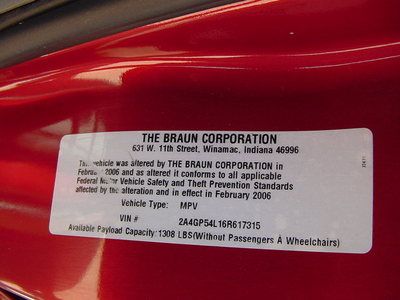 THE BRAUN CORPORATION
631 W. 11th Street, Winamac, Indiana 46996
This vehicle was altered by THE BRAUN CORPORATION in
February 2006 and as altered it conforms to all applicable
Federal Motor Vehicle Safety and Theft Prevention Standards
affected by the alteration and in effect in February 2006
Vehicle Type: MPV
VIN # 2A4GP54L16R617315
Available Payload Capacity: 1308 LBS(Without Passengers & Wheelchairs)